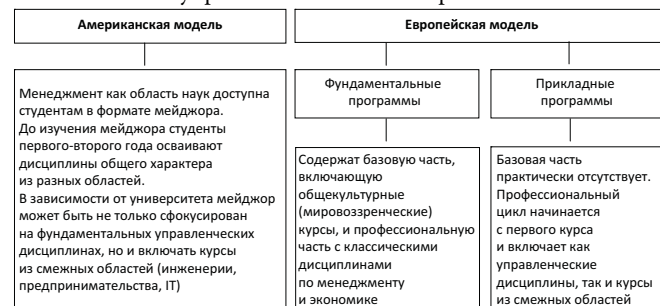 Американская модель
Европейская модель
Менеджмент как область наук доступна
студентам в формате мейджора.
До изучения мейджора студенты
первого-второго года осваивают
дисциплины общего характера
из разных областей.
В зависимости от университета мейджор
может быть не только сфокусирован
на фундаментальных управленческих
дисциплинах, но и включать курсы
из смежных областей (инженерии,
предпринимательства, IT)
Фундаментальные
программы
Содержат базовую часть,
включающую
общекультурные
(мировоззренческие)
курсы, и профессиональную
часть с классическими
дисциплинами
по менеджменту
и экономике
Прикладные
программы
Базовая часть
практически отсутствует.
Профессиональный
цикл начинается
с первого курса
и включает как
управленческие
дисциплины, так и курсы
из смежных областей